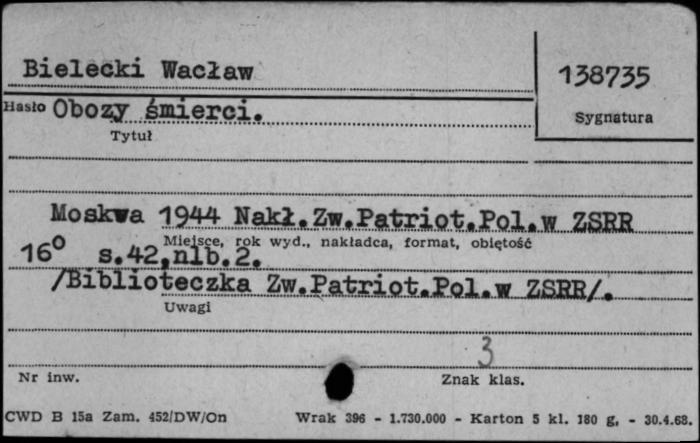 Bielecki Wacław
138735
Hasło Obozy śmierci.
Sygnatura
Tytuł
Moskwa 1944 Nakł.Zw.Patriot.Pol.w ZSRR
Miejsce, rok wyd., nakładca, format, objętość
16° s.42,nlb.2.
/Biblioteczka Zw.Patriot.Pol.w ZSRR/.
Uwagi
3
Nr inw.
Znak klas.
CWD B 15a Zam. 452/DW/On Wrak 396 - 1.730.000 - Karton 5 kl. 180 g, - 30.4.68.